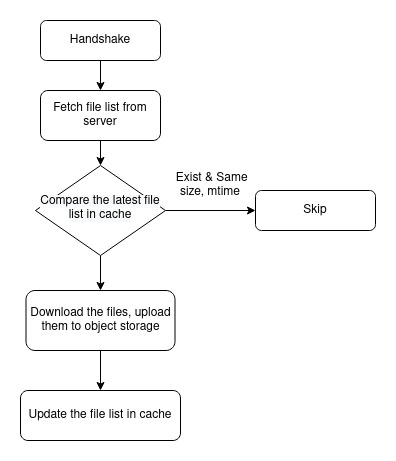 Handshake
Fetch file list from
server
Compare the latest file
list in cache
Exist & Same
size, mtime
Skip
Download the files, upload
them to object storage
Update the file list in cache